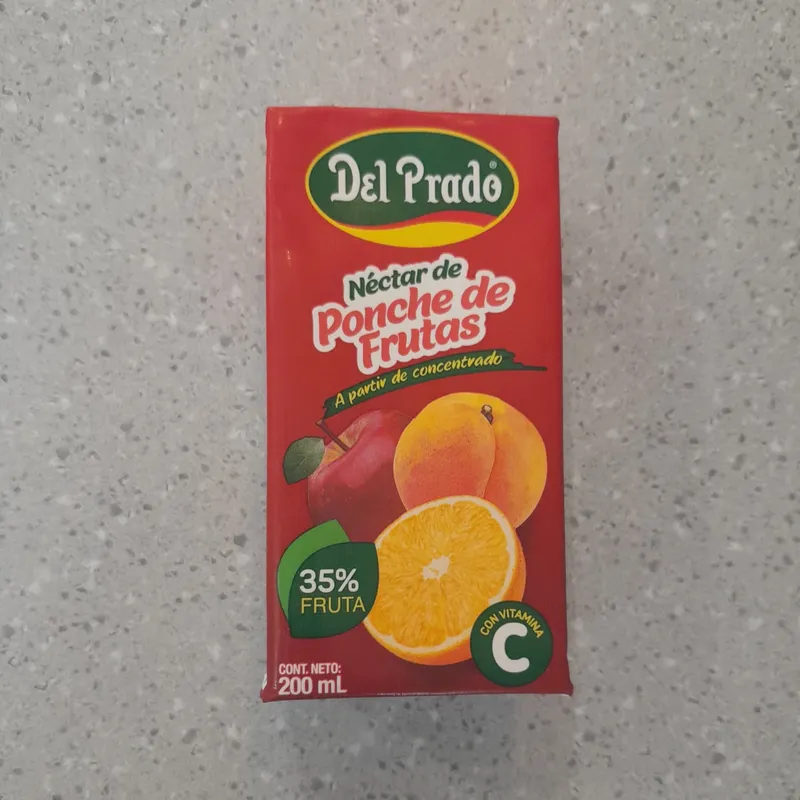 Del Prado®
Néctar de
Ponche de
Frutas
A partir de concentrado
35%
FRUTA
CON VITAMINA
C
CONT. NETO:
200 mL